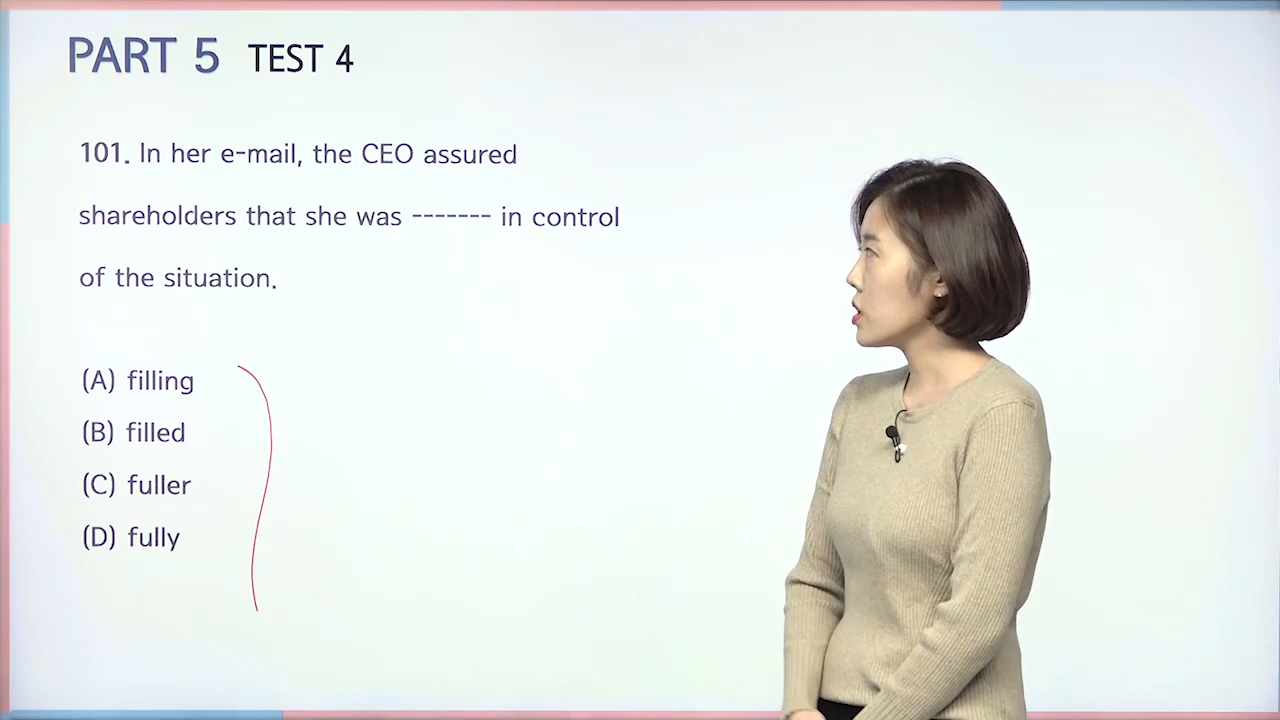 PART 5 TEST 4
101. In her e-mail, the CEO assured
shareholders that she was ------- in control
of the situation.
(A) filling
(B) filled
(C) fuller
(D) fully